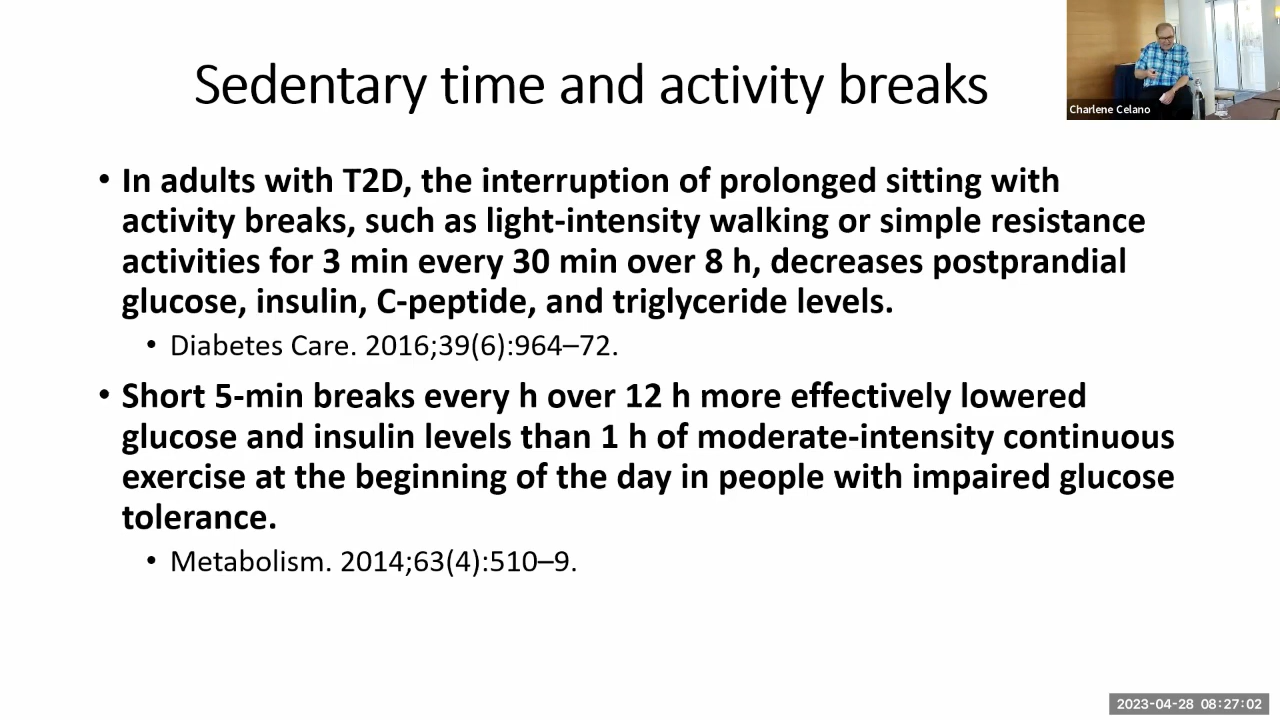 Sedentary time and activity breaks
Charlene Celano
• In adults with T2D, the interruption of prolonged sitting with
activity breaks, such as light-intensity walking or simple resistance
activities for 3 min every 30 min over 8 h, decreases postprandial
glucose, insulin, C-peptide, and triglyceride levels.
• Diabetes Care. 2016;39(6):964–72.
• Short 5-min breaks every h over 12 h more effectively lowered
glucose and insulin levels than 1 h of moderate-intensity continuous
exercise at the beginning of the day in people with impaired glucose
tolerance.
• Metabolism. 2014;63(4):510–9.
2023-04-28 08:27:02